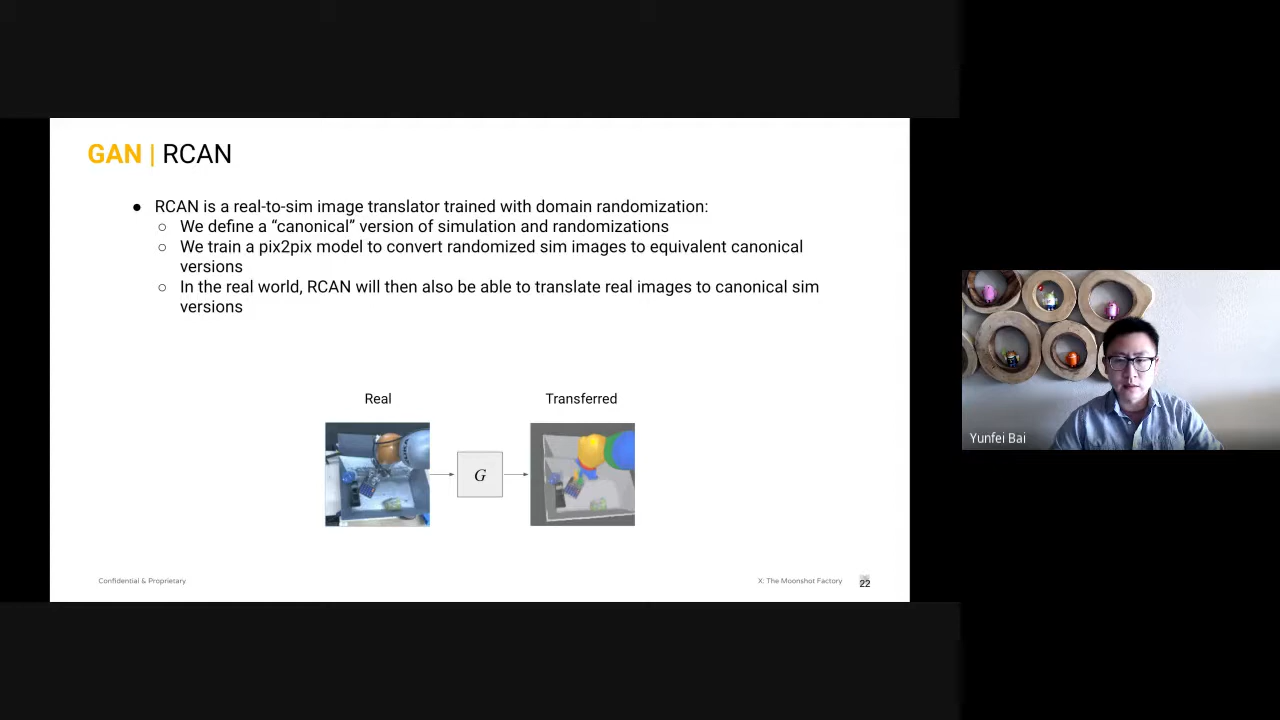 GAN | RCAN
● RCAN is a real-to-sim image translator trained with domain randomization:
○ We define a “canonical” version of simulation and randomizations
○ We train a pix2pix model to convert randomized sim images to equivalent canonical
versions
○ In the real world, RCAN will then also be able to translate real images to canonical sim
versions
Real
Transferred
G
Yunfei Bai
Confidential & Proprietary
X: The Moonshot Factory
22